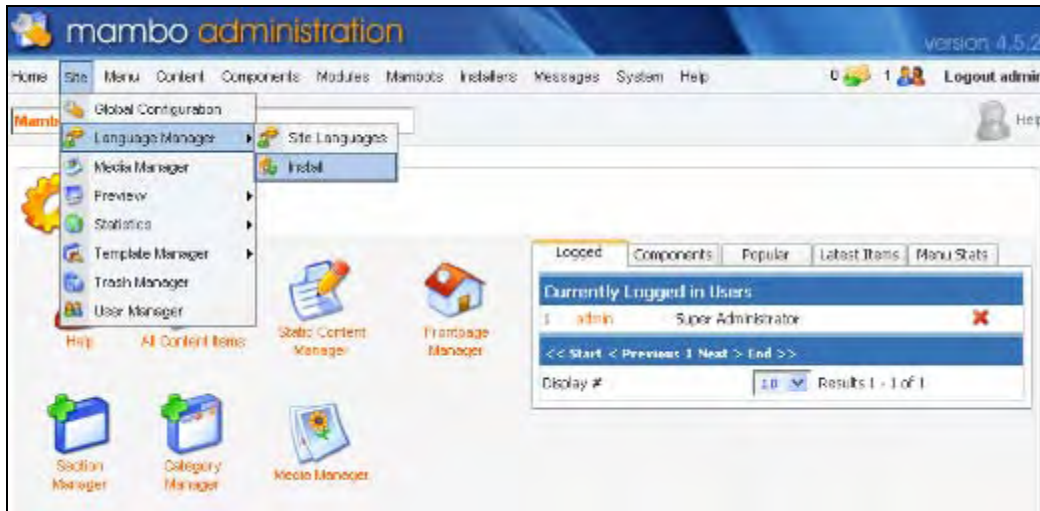 mambo administration
version 4.5.2
Home Site Menu Content Components Modules Mambots Installers Messages System Help 0 1 Logout admin
Mamb
Help
Global Configuration
Language Manager
Site Languages
Install
Media Manager
Preview
Statistics
Template Manager
Trash Manager
User Manager
Logged Components Popular Latest Items Menu Stats
Currently Logged in Users
1 admin Super Administrator
<< Start < Previous 1 Next > End >>
Display # 10 Results 1 - 1 of 1
Help
All Content Items
Static Content
Manager
Frontpage
Manager
Section
Manager
Category
Manager
Media Manager